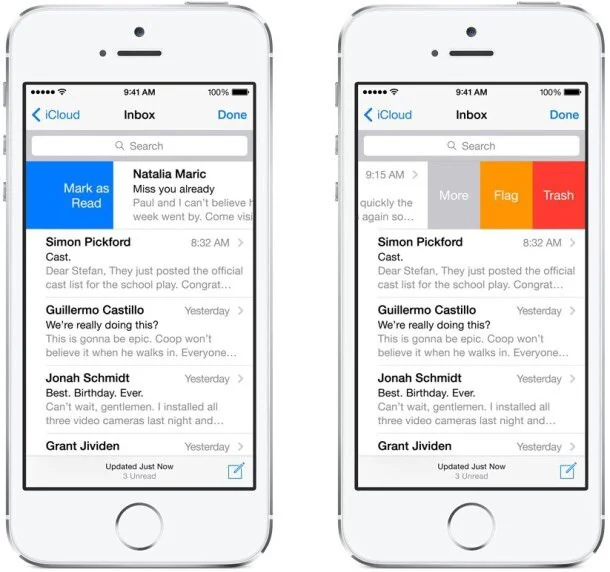 9:41 AM
100%
iCloud
Inbox
Done
Search
Mark as
Read
Natalia Maric
Miss you already
Paul and I can't believe h
week went by. Come visi
Simon Pickford
8:32 AM
Cast.
Dear Stefan, They just posted the official
cast list for the school play. Congrat…
Guillermo Castillo
Yesterday
We're really doing this?
This is gonna be epic. Coop won't
believe it when he walks in. Everyone…
Jonah Schmidt
Yesterday
Best. Birthday. Ever.
Can't wait, gentlemen. I installed all
three video cameras last night and…
Grant Jividen
Yesterday
Updated Just Now
3 Unread
9:41 AM
100%
iCloud
Inbox
Done
Search
9:15 AM
quickly the
again so…
More
Flag
Trash
Simon Pickford
8:32 AM
Cast.
Dear Stefan, They just posted the official
cast list for the school play. Congrat…
Guillermo Castillo
Yesterday
We're really doing this?
This is gonna be epic. Coop won't
believe it when he walks in. Everyone…
Jonah Schmidt
Yesterday
Best. Birthday. Ever.
Can't wait, gentlemen. I installed all
three video cameras last night and…
Grant Jividen
Yesterday
Updated Just Now
3 Unread